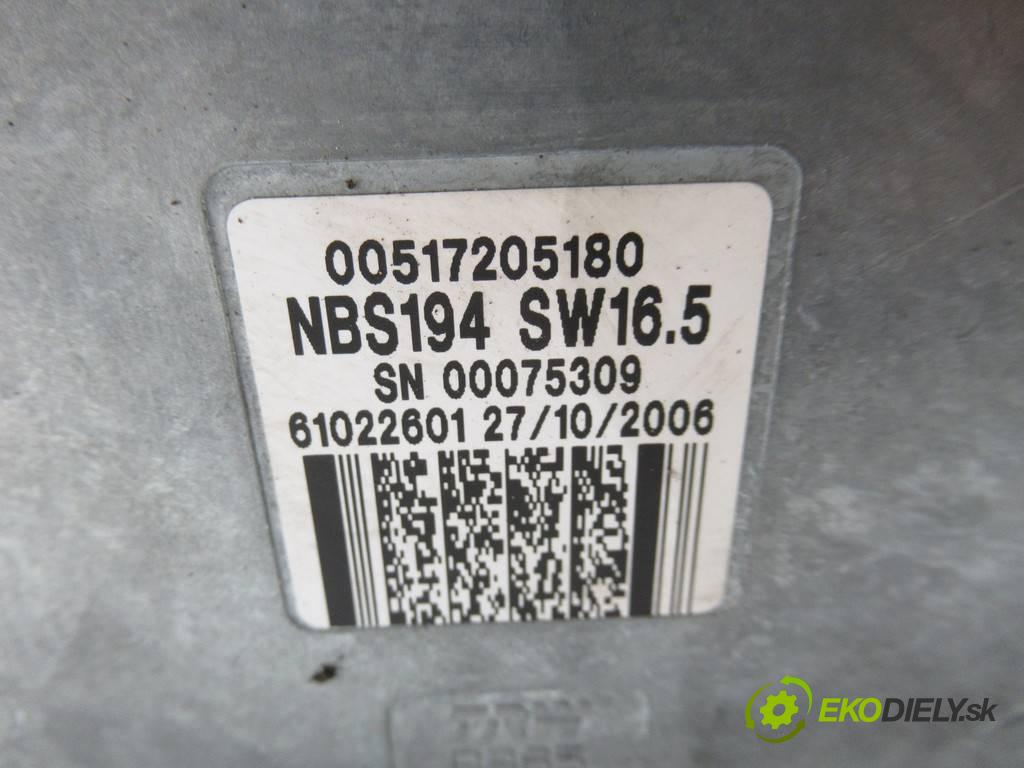 00517205180
NBS194 SW16.5
SN 00075309
61022601 27/10/2006
EKODIELY.sk